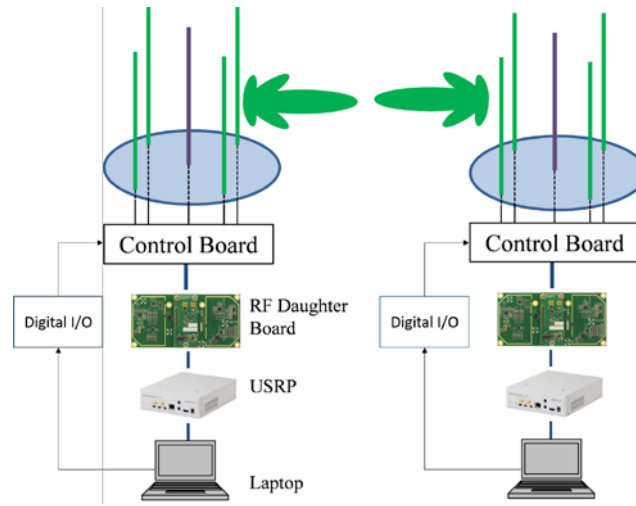 Control Board
Digital I/O
RF Daughter
Board
USRP
Laptop
Control Board
Digital I/O